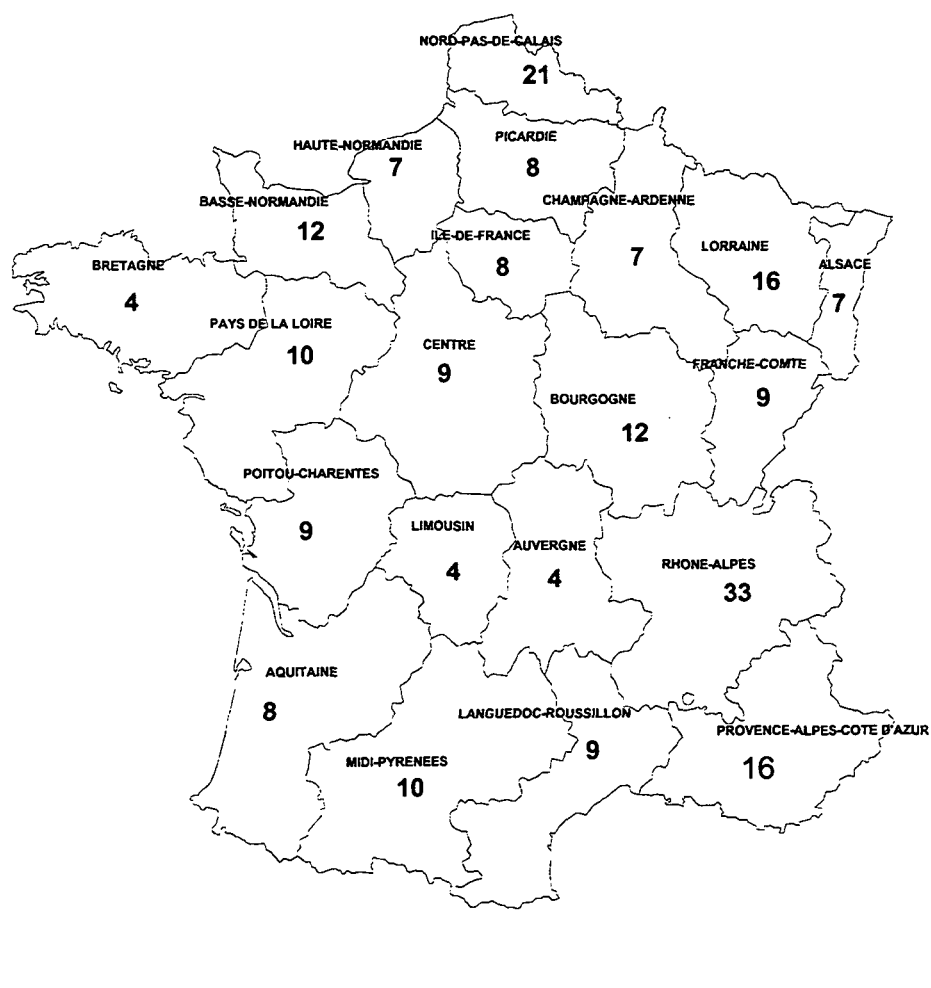 NORD-PAS-DE-CALAIS
21
PICARDIE
8
HAUTE-NORMANDIE
7
BASSE-NORMANDIE
12
CHAMPAGNE-ARDENNE
7
ILE-DE-FRANCE
8
LORRAINE
16
ALSACE
7
BRETAGNE
4
PAYS DE LA LOIRE
10
CENTRE
9
FRANCHE-COMTE
9
BOURGOGNE
12
POITOU-CHARENTES
9
LIMOUSIN
4
AUVERGNE
4
RHONE-ALPES
33
AQUITAINE
8
LANGUEDOC-ROUSSILLON
9
PROVENCE-ALPES-COTE D'AZUR
16
MIDI-PYRENEES
10